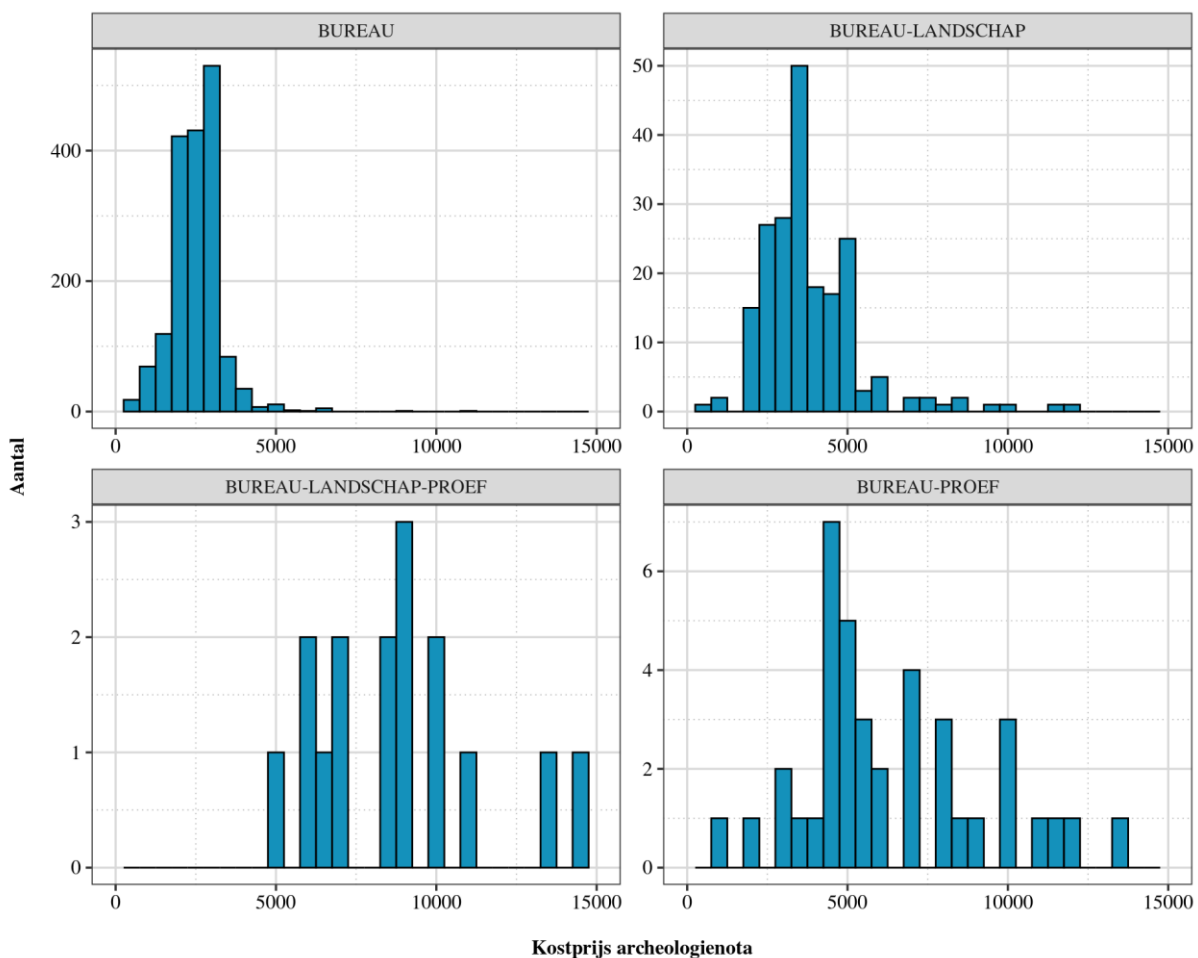 BUREAU
BUREAU-LANDSCHAP
400
200
0
0 5000 10000 15000
50
40
30
20
10
0
0 5000 10000 15000
BUREAU-LANDSCHAP-PROEF
BUREAU-PROEF
3
2
1
0
0 5000 10000 15000
6
4
2
0
0 5000 10000 15000
Aantal
Kostprijs archeologienota